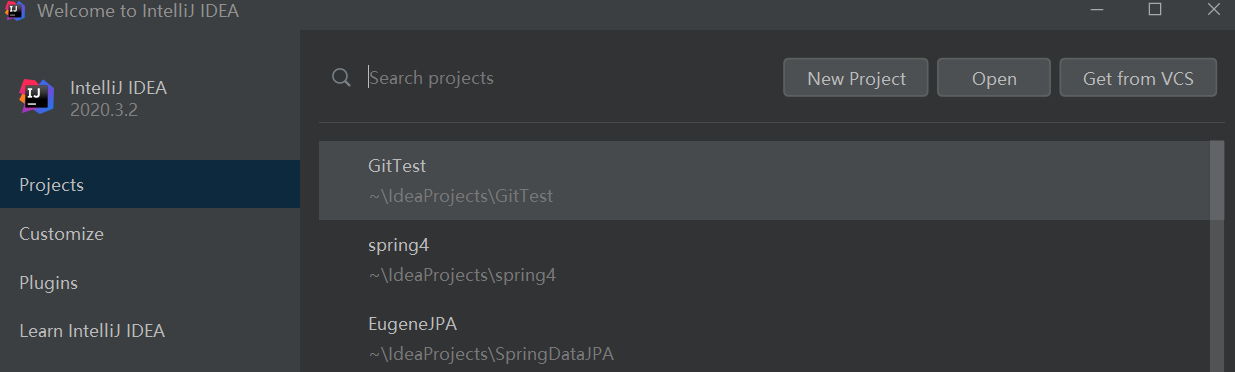 Welcome to IntelliJ IDEA
IJ
IntelliJ IDEA
2020.3.2
Projects
Customize
Plugins
Learn IntelliJ IDEA
Search projects
New Project
Open
Get from VCS
GitTest
~\IdeaProjects\GitTest
spring4
~\IdeaProjects\spring4
EugeneJPA
~\IdeaProjects\SpringDataJPA